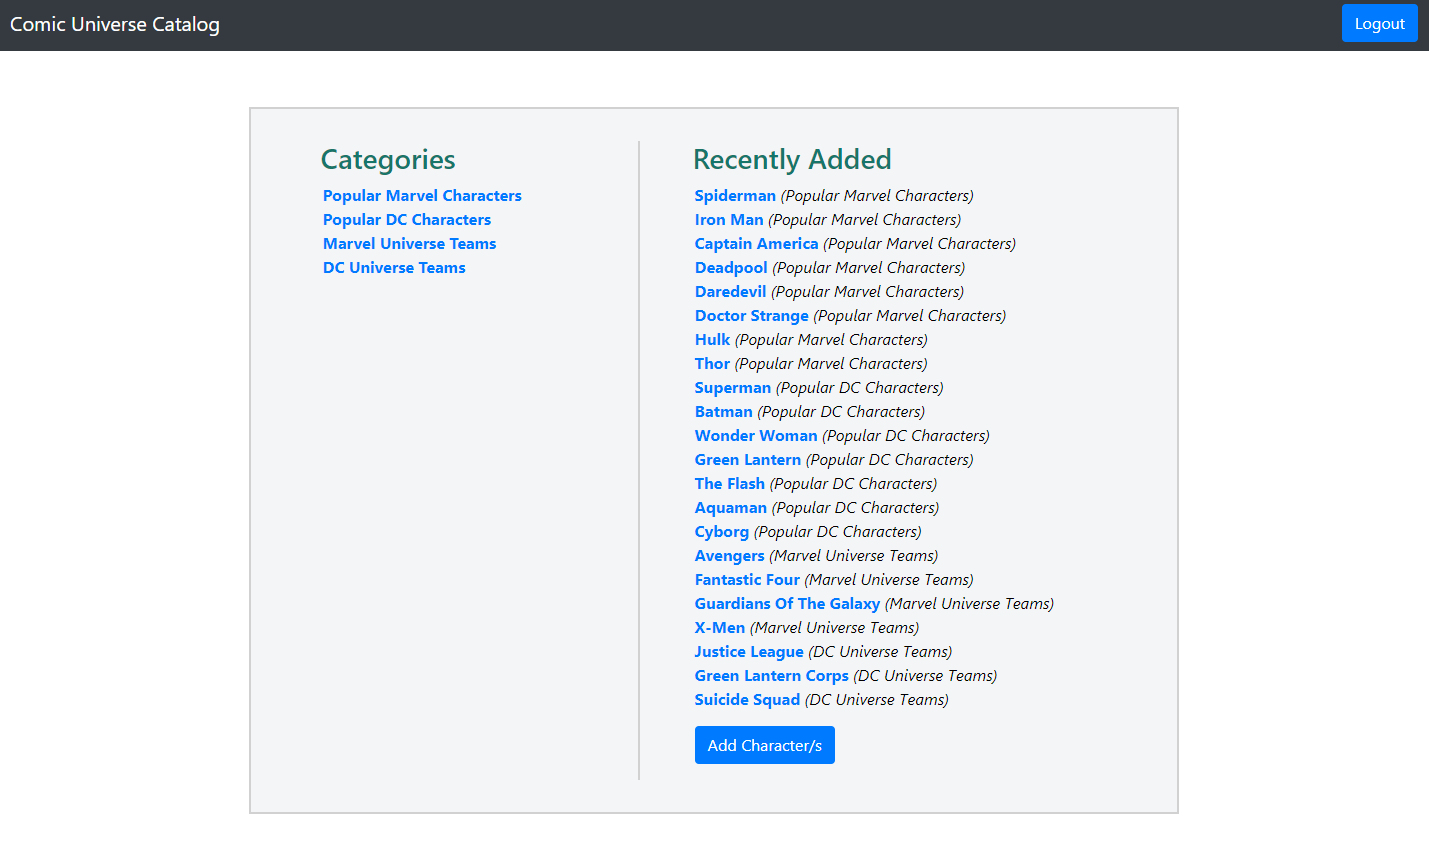 Comic Universe Catalog
Logout
Categories
Popular Marvel Characters
Popular DC Characters
Marvel Universe Teams
DC Universe Teams
Recently Added
Spiderman (Popular Marvel Characters)
Iron Man (Popular Marvel Characters)
Captain America (Popular Marvel Characters)
Deadpool (Popular Marvel Characters)
Daredevil (Popular Marvel Characters)
Doctor Strange (Popular Marvel Characters)
Hulk (Popular Marvel Characters)
Thor (Popular Marvel Characters)
Superman (Popular DC Characters)
Batman (Popular DC Characters)
Wonder Woman (Popular DC Characters)
Green Lantern (Popular DC Characters)
The Flash (Popular DC Characters)
Aquaman (Popular DC Characters)
Cyborg (Popular DC Characters)
Avengers (Marvel Universe Teams)
Fantastic Four (Marvel Universe Teams)
Guardians Of The Galaxy (Marvel Universe Teams)
X-Men (Marvel Universe Teams)
Justice League (DC Universe Teams)
Green Lantern Corps (DC Universe Teams)
Suicide Squad (DC Universe Teams)
Add Character/s